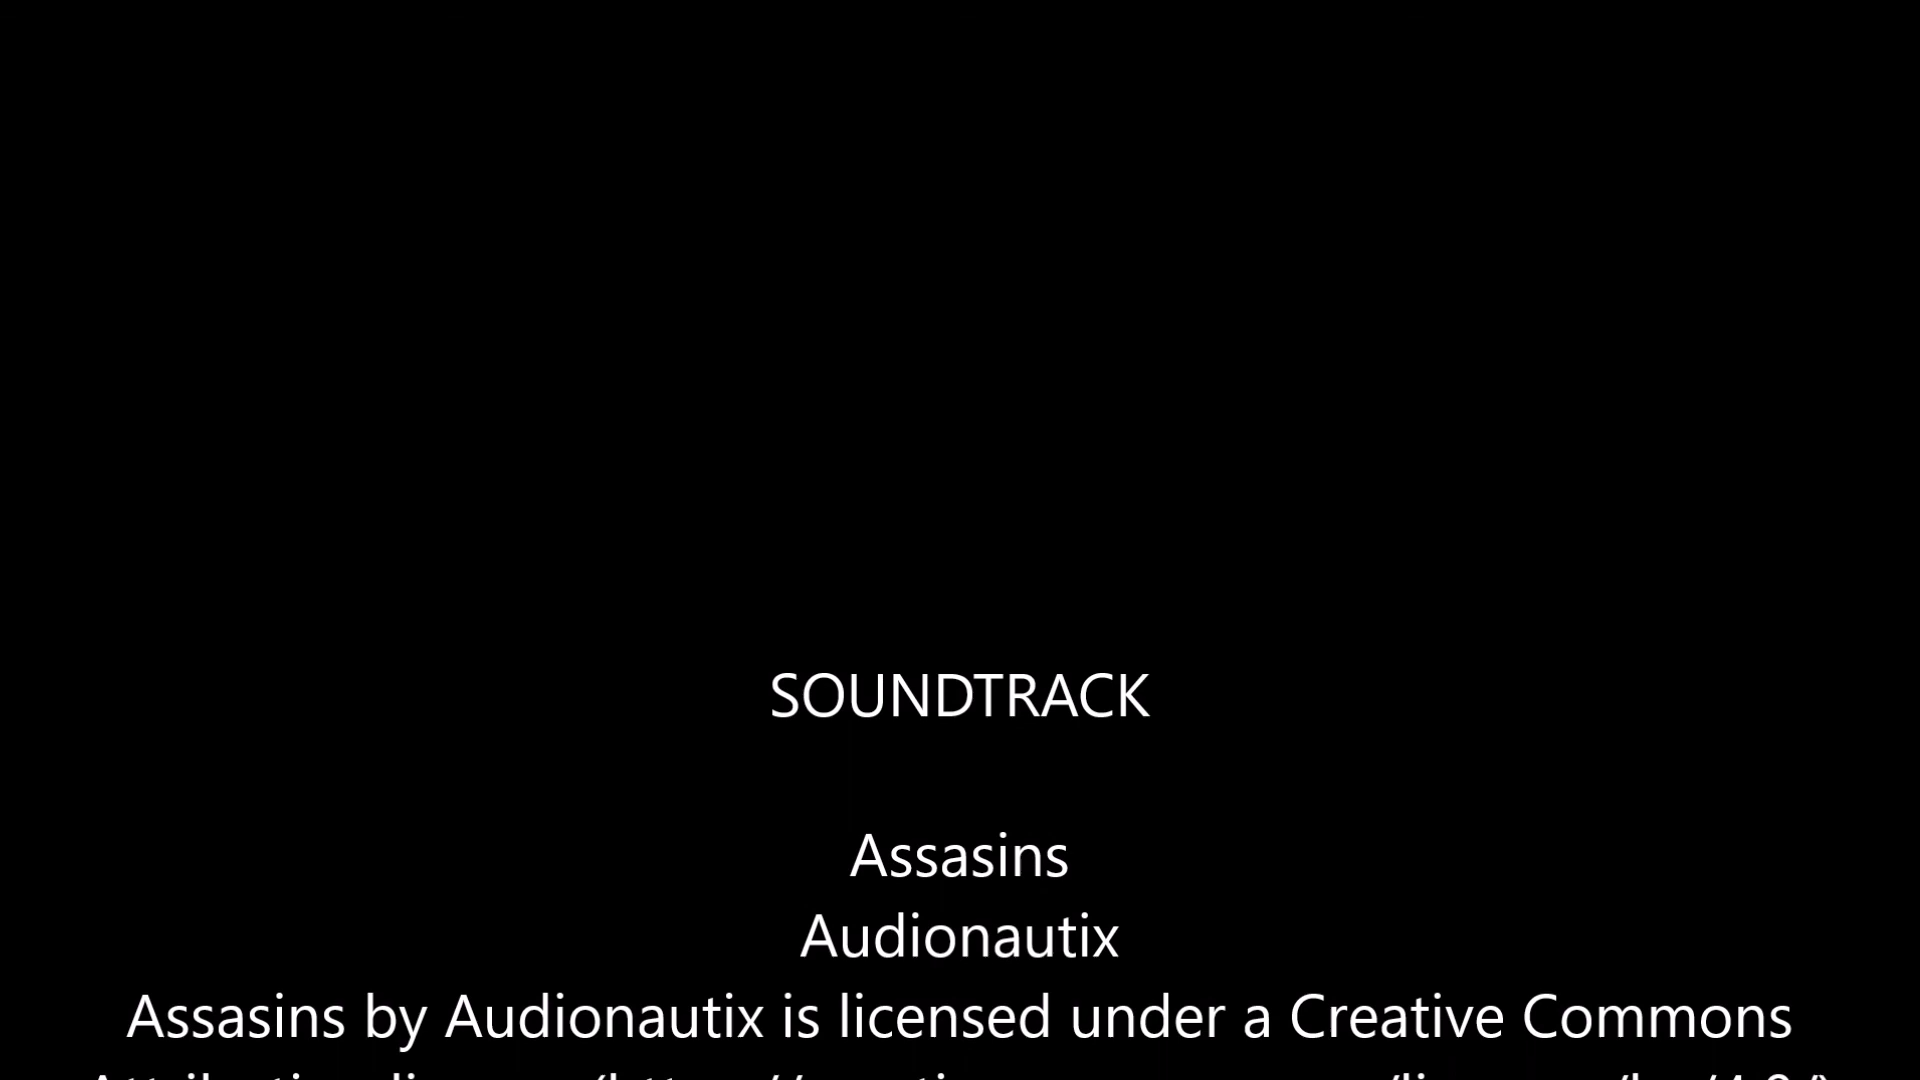 SOUNDTRACK
Assasins
Audionautix
Assasins by Audionautix is licensed under a Creative Commons